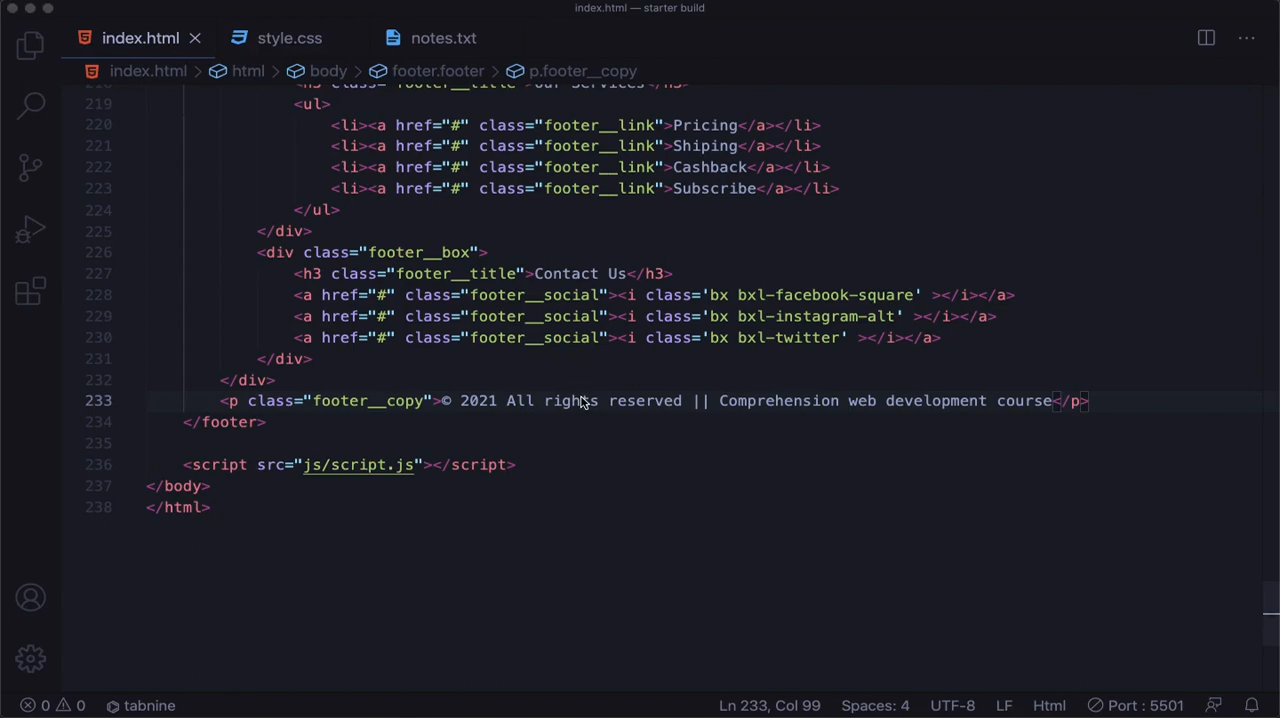 index.html — starter build
index.html style.css notes.txt
index.html > html > body > footer.footer > p.footer__copy
219 <ul>
220 <li><a href="#" class="footer__link">Pricing</a></li>
221 <li><a href="#" class="footer__link">Shiping</a></li>
222 <li><a href="#" class="footer__link">Cashback</a></li>
223 <li><a href="#" class="footer__link">Subscribe</a></li>
224 </ul>
225 </div>
226 <div class="footer__box">
227 <h3 class="footer__title">Contact Us</h3>
228 <a href="#" class="footer__social"><i class='bx bxl-facebook-square' ></i></a>
229 <a href="#" class="footer__social"><i class='bx bxl-instagram-alt' ></i></a>
230 <a href="#" class="footer__social"><i class='bx bxl-twitter' ></i></a>
231 </div>
232 </div>
233 <p class="footer__copy">© 2021 All rights reserved || Comprehension web development course</p>
234 </footer>
235
236 <script src="js/script.js"></script>
237 </body>
238 </html>
0 0 tabnine Ln 233, Col 99 Spaces: 4 UTF-8 LF Html Port : 5501